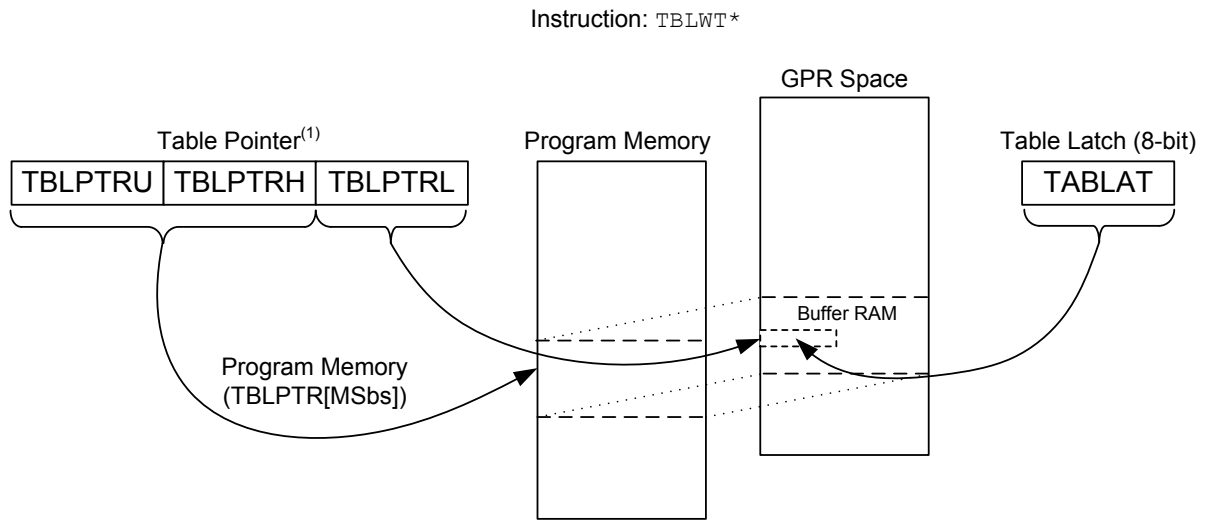 Instruction: TBLWT*
GPR Space
Table Pointer(1)
Program Memory
Table Latch (8-bit)
TBLPTRU
TBLPTRH
TBLPTRL
TABLAT
Buffer RAM
Program Memory
(TBLPTR[MSbs])